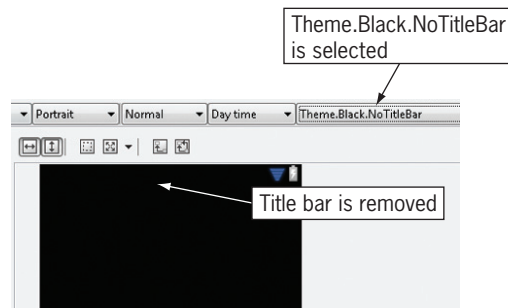 Theme.Black.NoTitleBar
is selected
Portrait Normal Day time Theme.Black.NoTitleBar
Title bar is removed